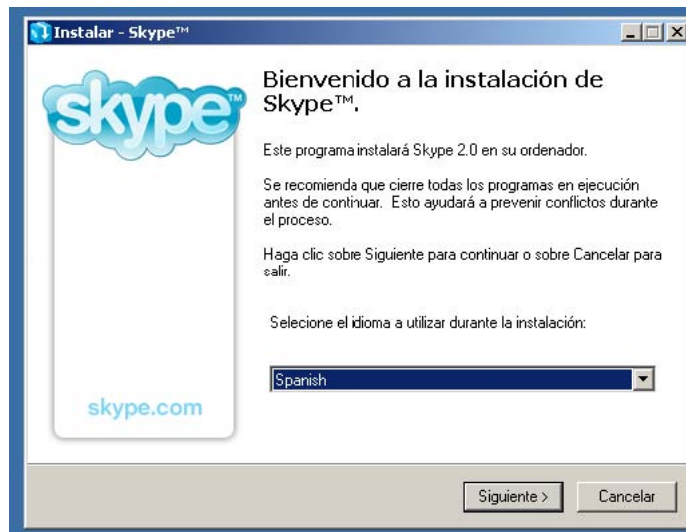 Instalar - Skype™
skype™
Bienvenido a la instalación de
Skype™.
Este programa instalará Skype 2.0 en su ordenador.
Se recomienda que cierre todas los programas en ejecución
antes de continuar. Esto ayudará a prevenir conflictos durante
el proceso.
Haga clic sobre Siguiente para continuar o sobre Cancelar para
salir.
Selecione el idioma a utilizar durante la instalación:
Spanish
skype.com
Siguiente >
Cancelar